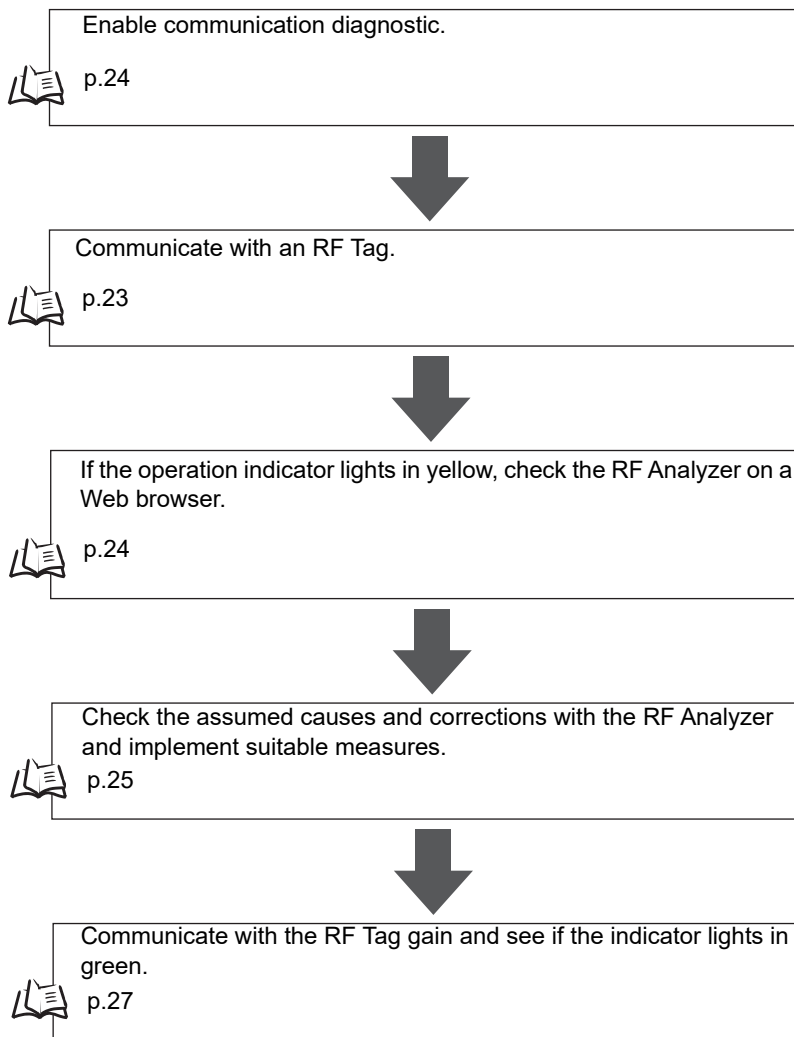 Enable communication diagnostic.
p.24
Communicate with an RF Tag.
p.23
If the operation indicator lights in yellow, check the RF Analyzer on a
Web browser.
p.24
Check the assumed causes and corrections with the RF Analyzer
and implement suitable measures.
p.25
Communicate with the RF Tag gain and see if the indicator lights in
green.
p.27